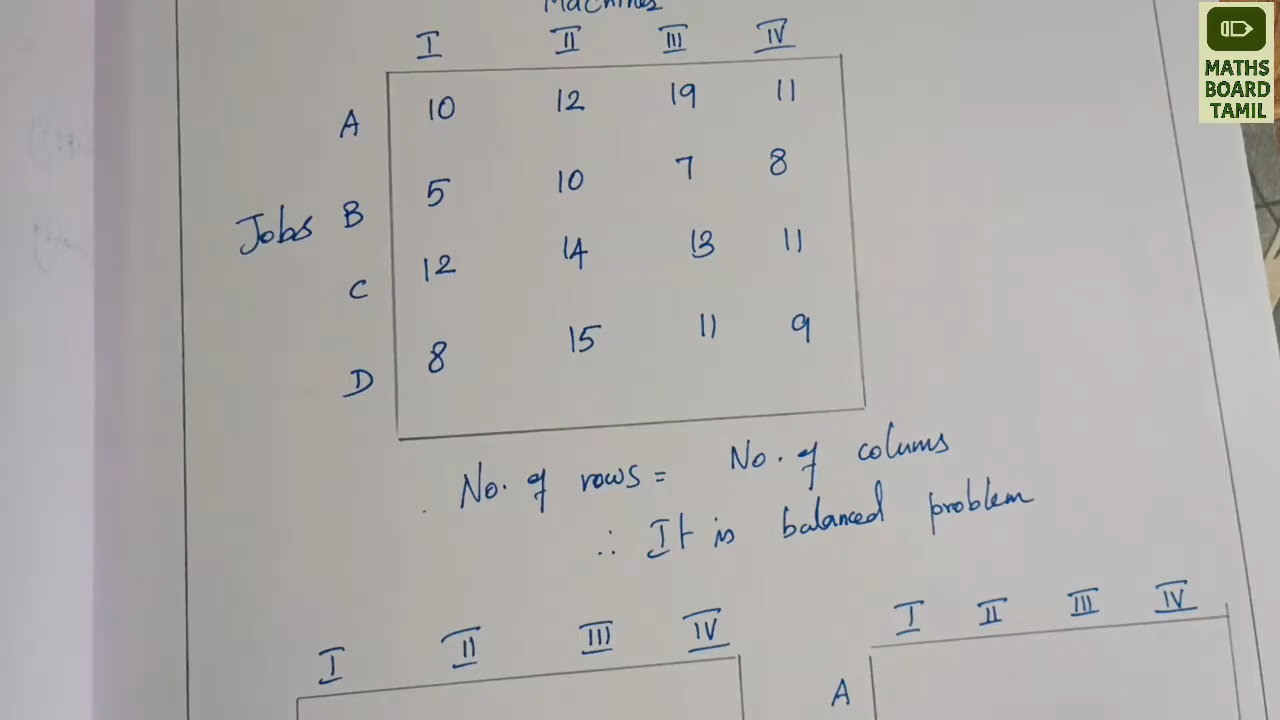 Machines
I II III IV
A 10 12 19 11
Jobs B 5 10 7 8
C 12 14 13 11
D 8 15 11 9
No. of rows = No. of colums
∴ It is balanced problem
I II III IV
I II III IV
A
MATHS
BOARD
TAMIL